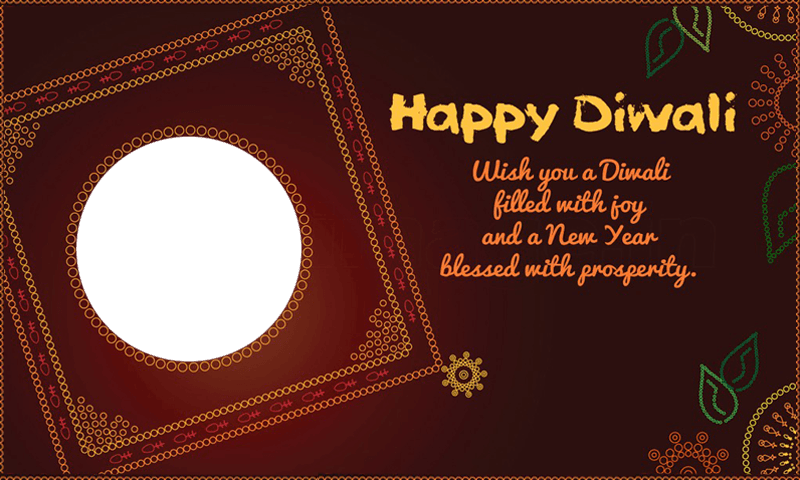 Happy Diwali
Wish you a Diwali
filled with joy
and a New Year
blessed with prosperity.